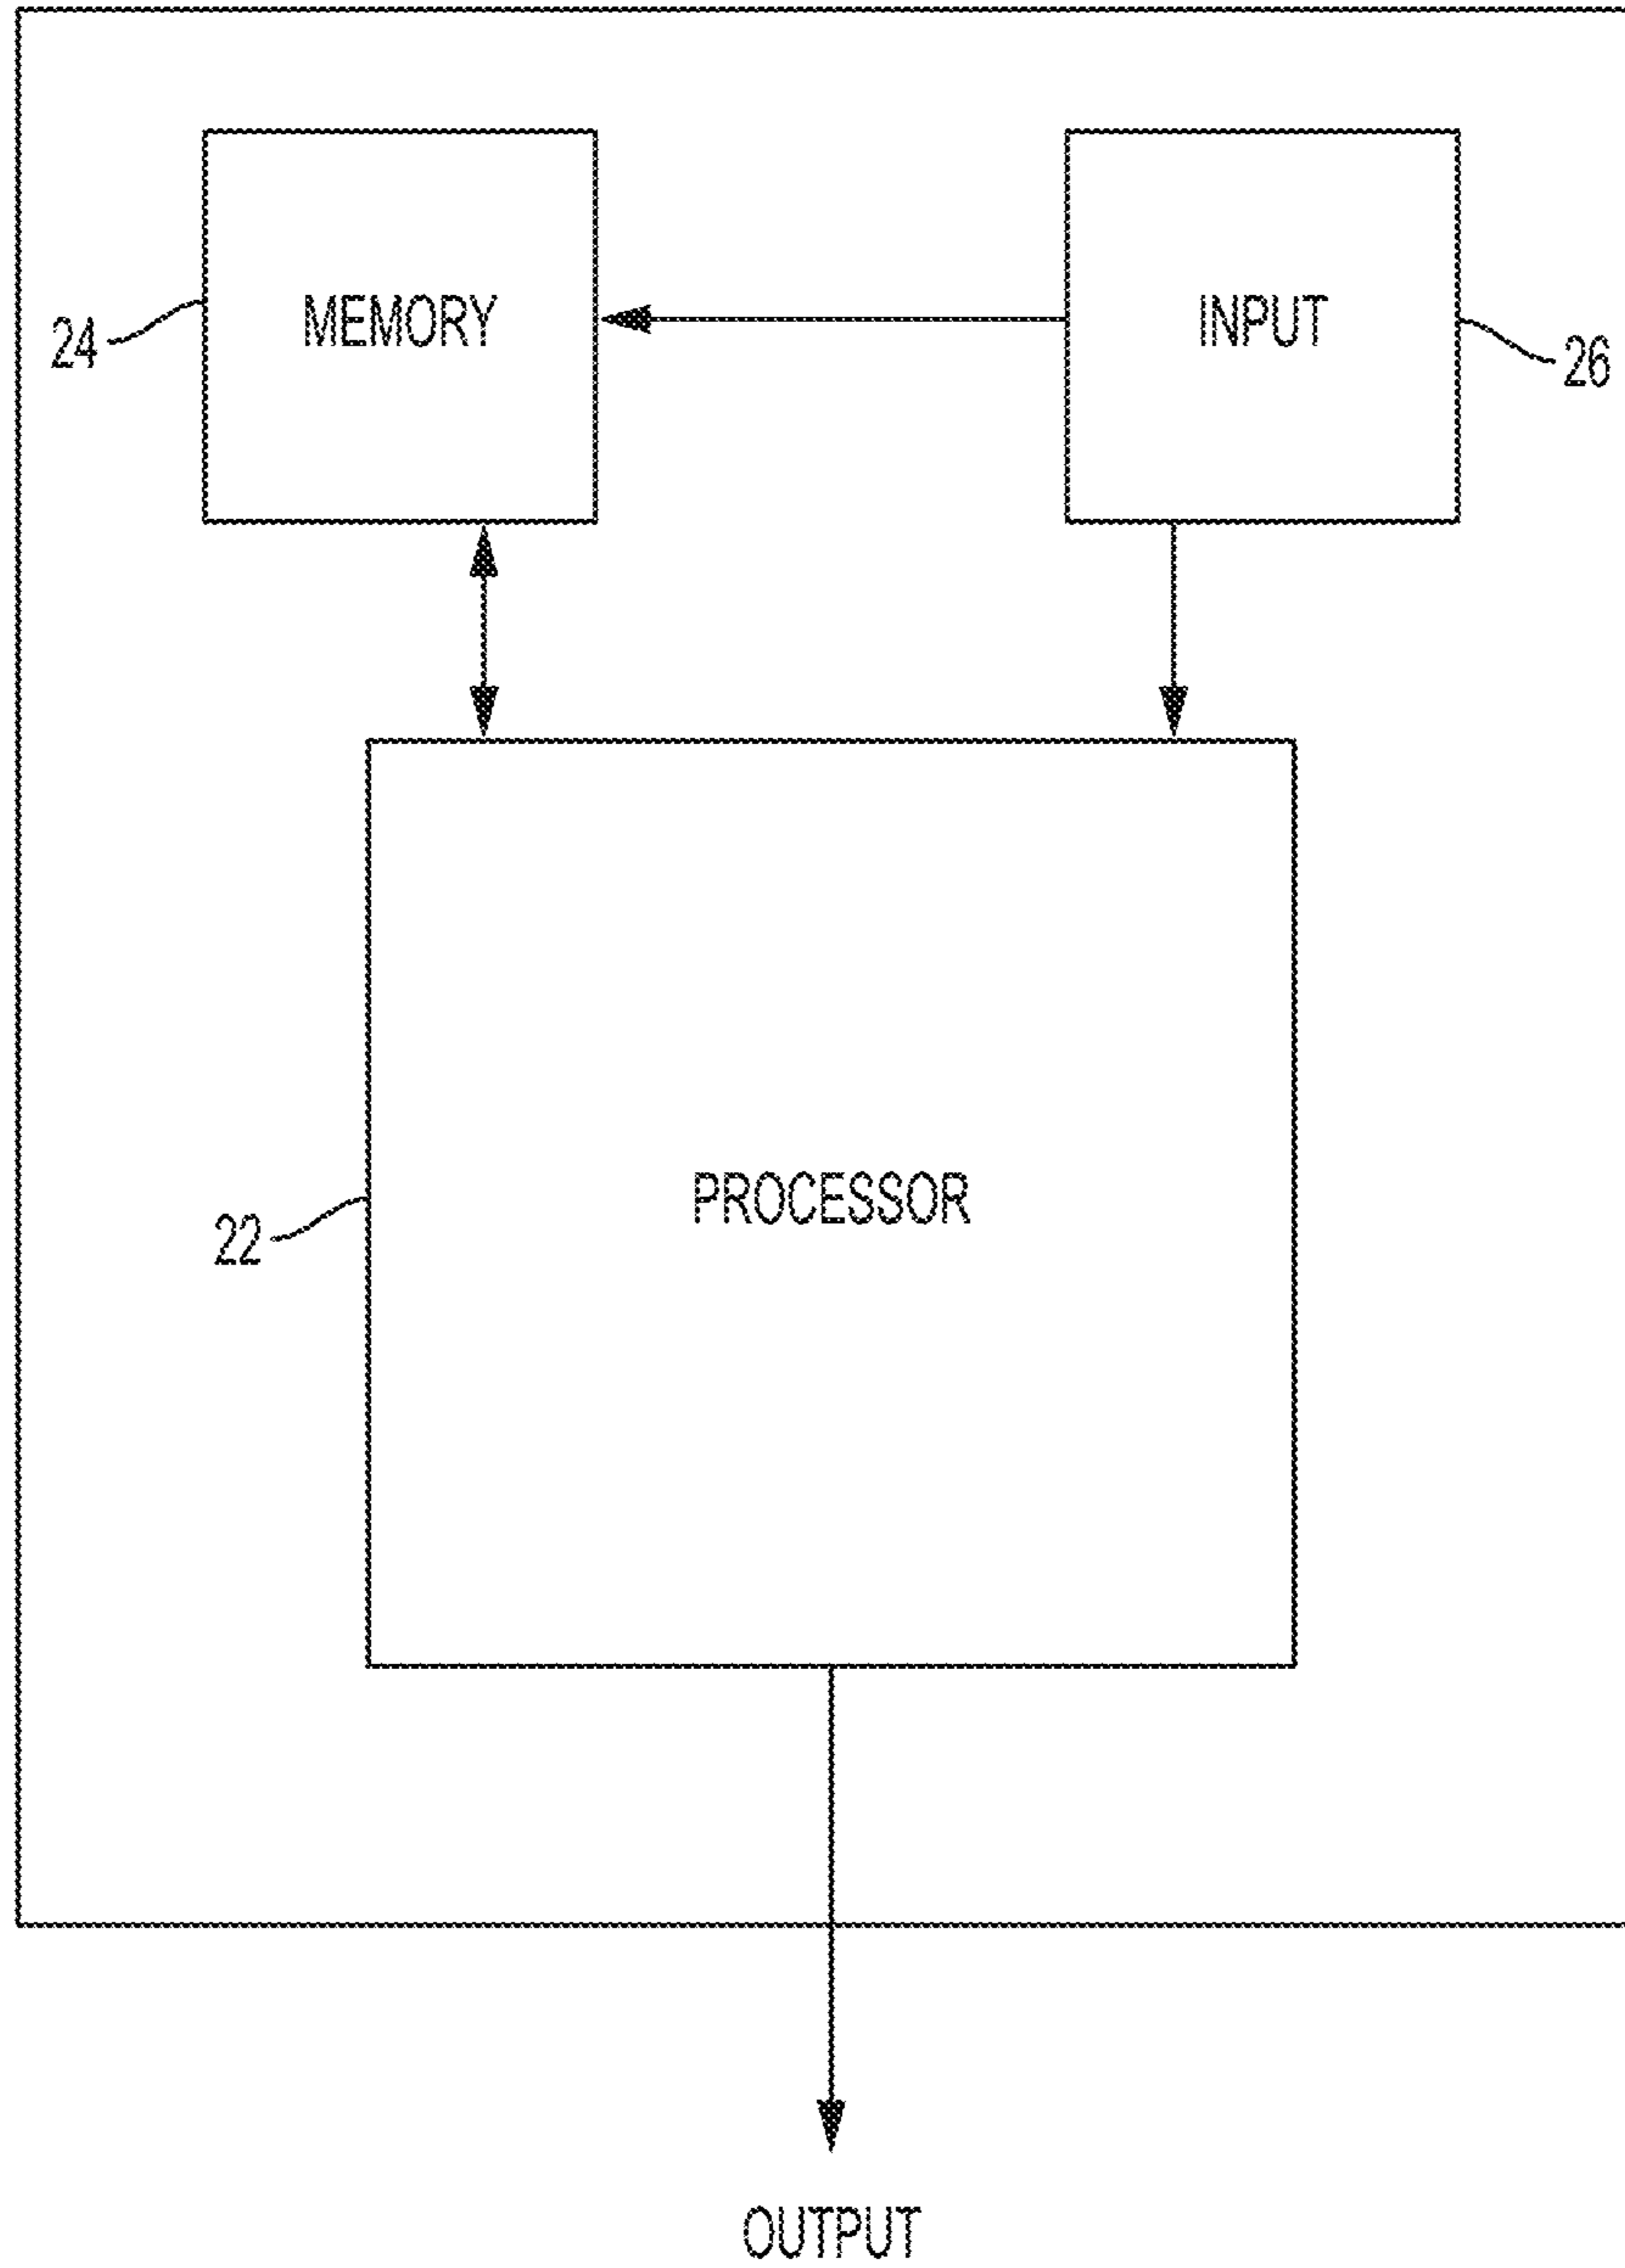 MEMORY
INPUT
24
26
PROCESSOR
22
OUTPUT